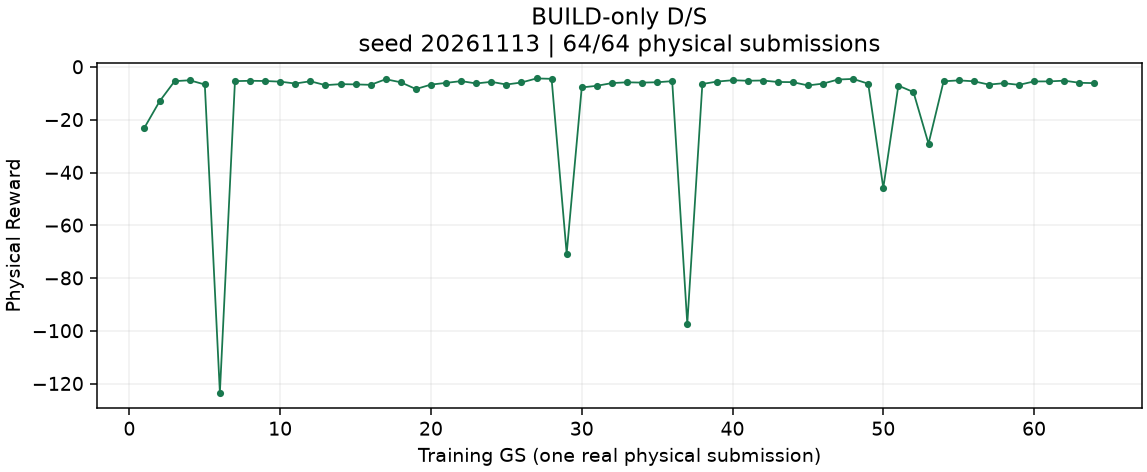 BUILD-only D/S
seed 20261113 | 64/64 physical submissions
0
−20
−40
−60
−80
−100
−120
Physical Reward
0 10 20 30 40 50 60
Training GS (one real physical submission)